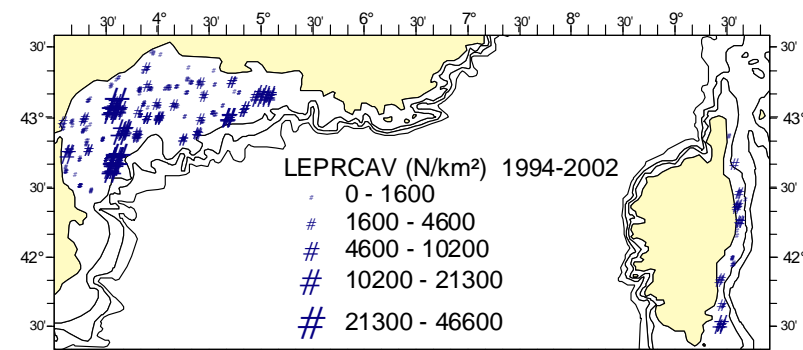 30' 4° 30' 5° 30' 6° 30' 7° 30' 8° 30' 9° 30'
30' 30'
43° 43°
LEPRCAV (N/km²) 1994-2002
30' # 0 - 1600 30'
# 1600 - 4600
42° # 4600 - 10200 42°
# 10200 - 21300
30' # 21300 - 46600 30'